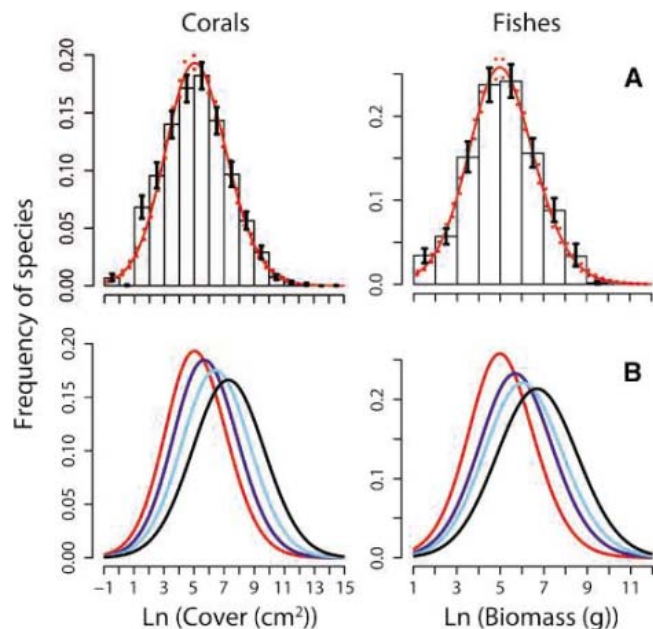 Corals
Fishes
A
Frequency of species
0.20
0.15
0.10
0.05
0.00
0.2
0.1
0.0
B
0.20
0.15
0.10
0.05
0.00
0.2
0.1
0.0
−1 1 3 5 7 9 11 13 15
1 3 5 7 9 11
Ln (Cover (cm²))
Ln (Biomass (g))